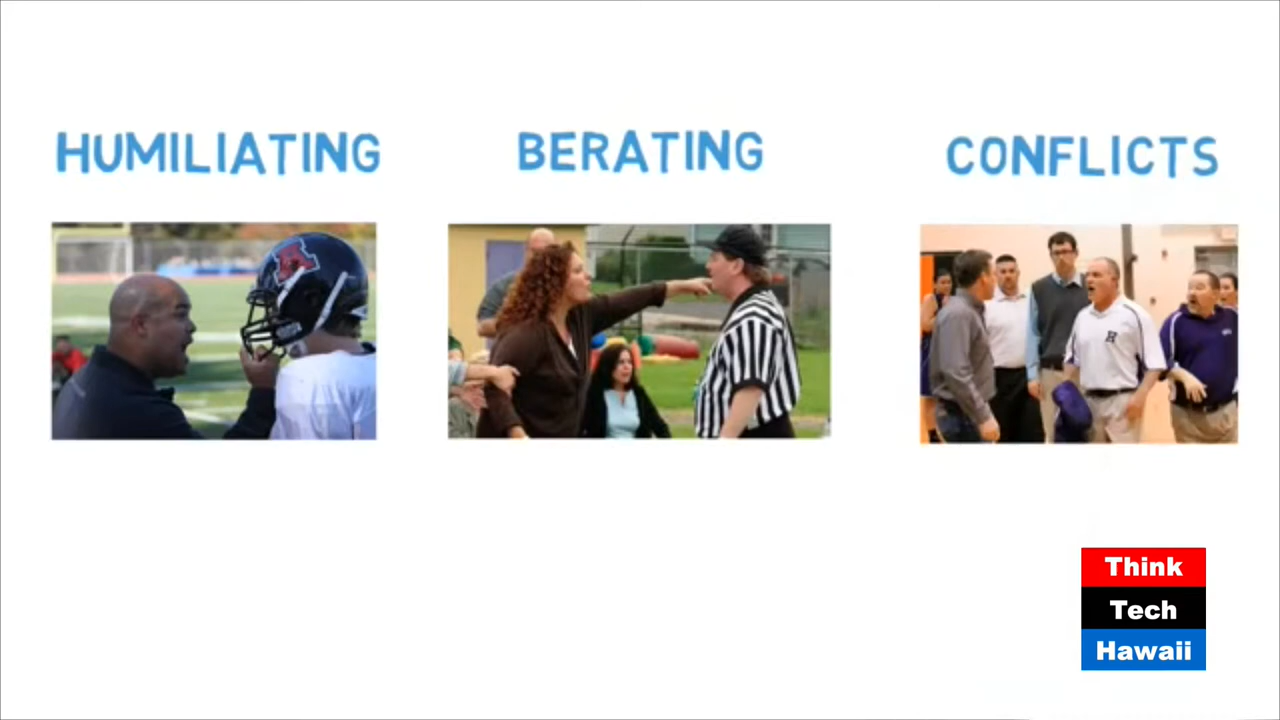 HUMILIATING
BERATING
CONFLICTS
R
Think
Tech
Hawaii